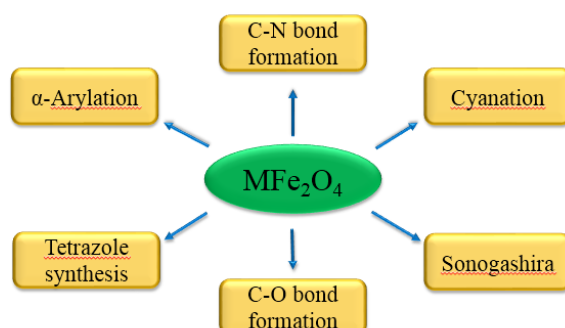 C-N bond
formation
α-Arylation
Cyanation
MFe₂O₄
Tetrazole
synthesis
Sonogashira
C-O bond
formation